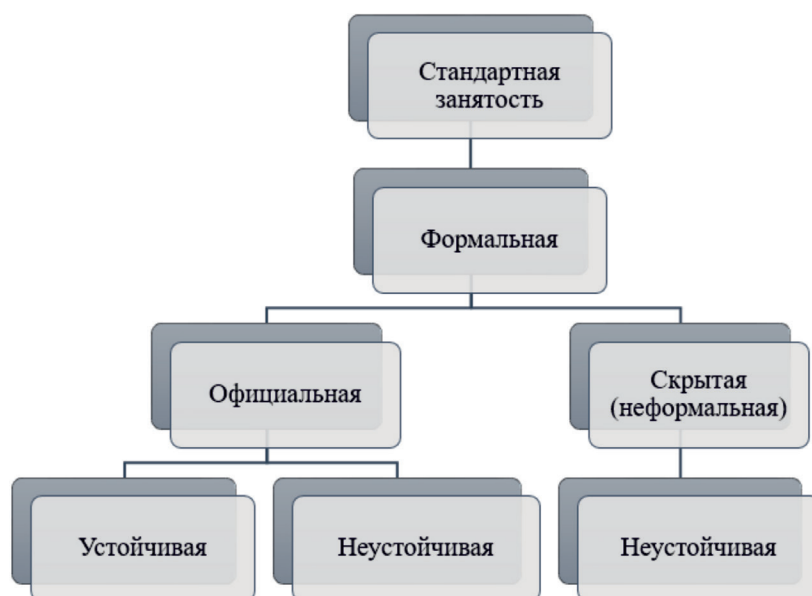 Стандартная
занятость
Формальная
Официальная
Скрытая
(неформальная)
Устойчивая
Неустойчивая
Неустойчивая